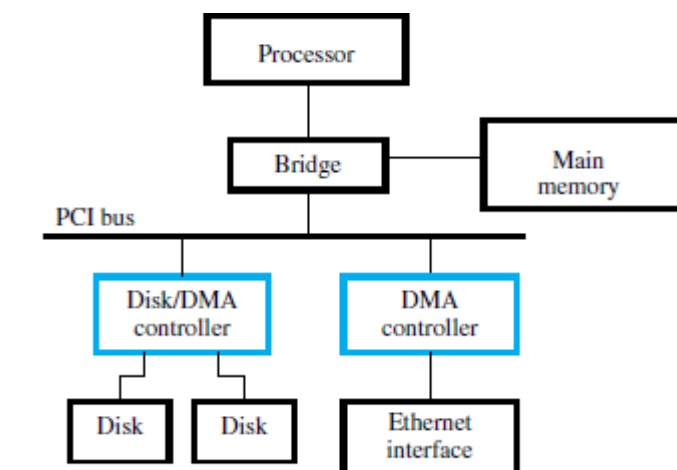 Processor
Bridge
Main
memory
PCI bus
Disk/DMA
controller
DMA
controller
Disk
Disk
Ethernet
interface